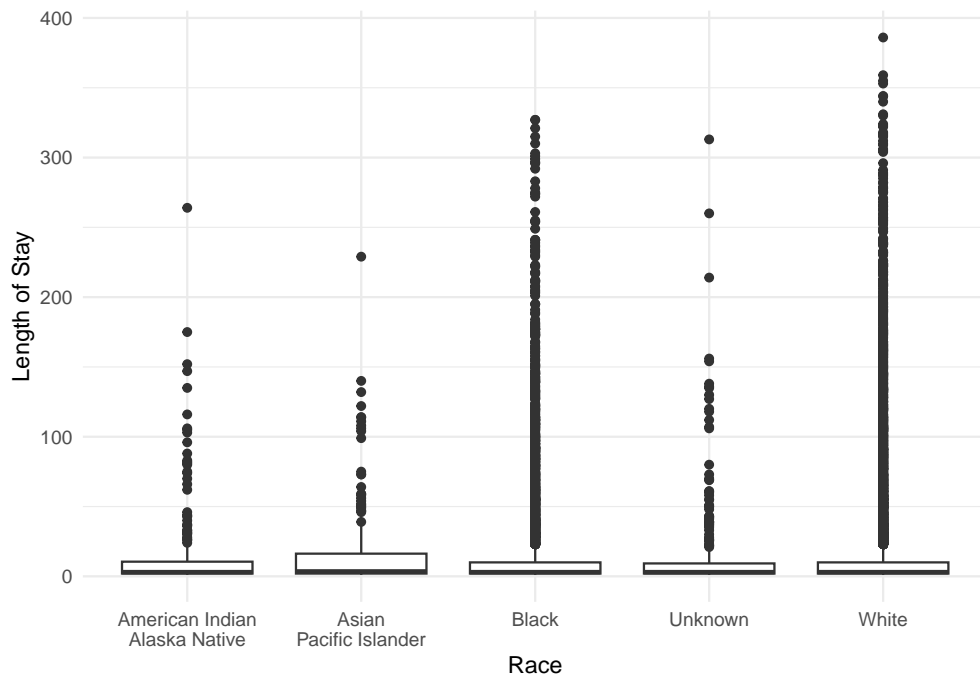 400
300
200
100
0
Length of Stay
American Indian
Alaska Native
Asian
Pacific Islander
Black
Unknown
White
Race